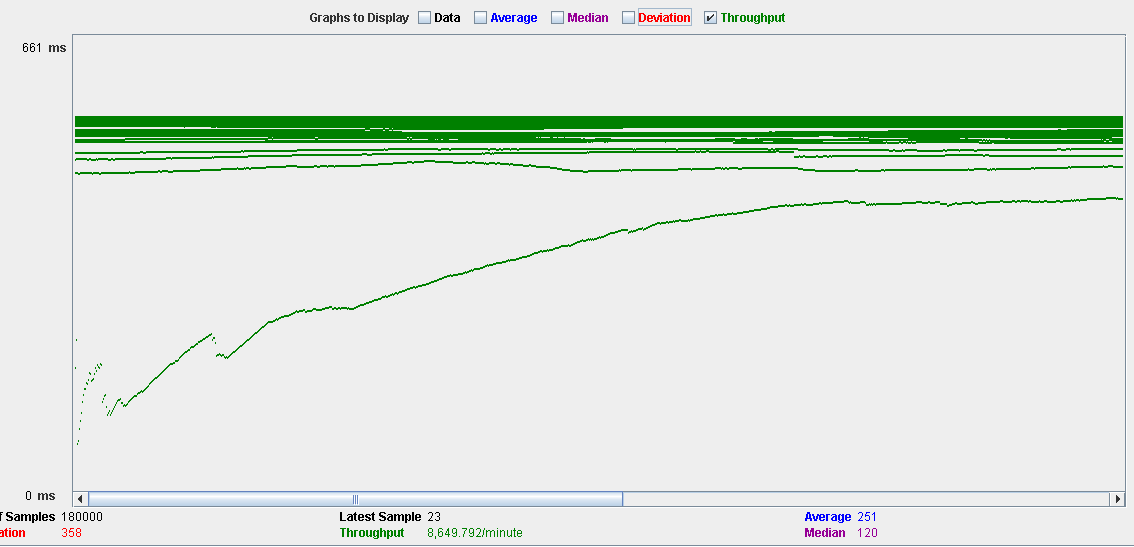 Graphs to Display Data Average Median Deviation Throughput
661 ms
0 ms
f Samples 180000 Latest Sample 23 Average 251
ation 358 Throughput 8,649.792/minute Median 120